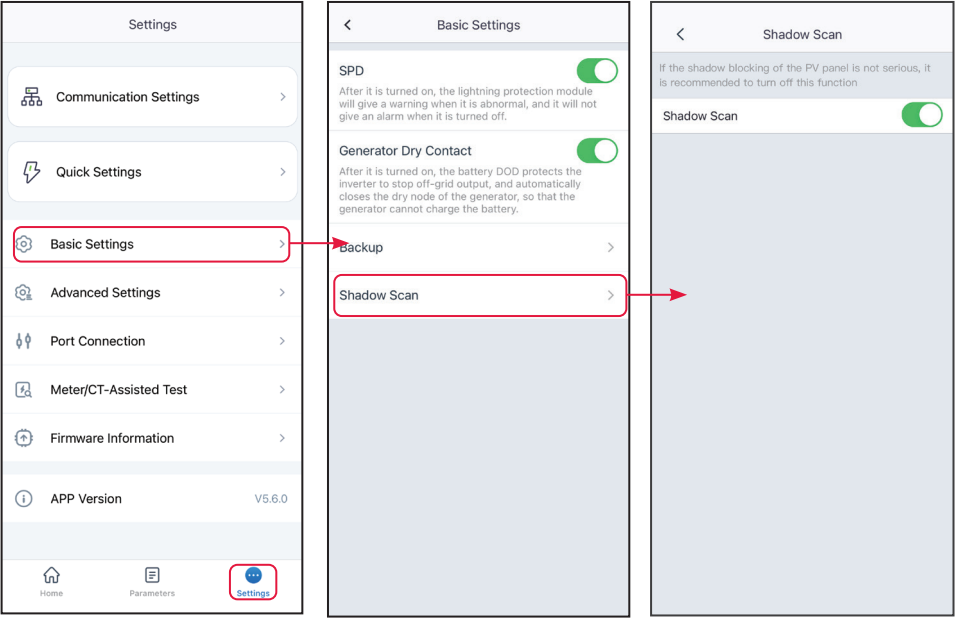 Settings
Communication Settings
Quick Settings
Basic Settings
Advanced Settings
Port Connection
Meter/CT-Assisted Test
Firmware Information
APP Version V5.6.0
Home Parameters Settings
Basic Settings
SPD
After it is turned on, the lightning protection module
will give a warning when it is abnormal, and it will not
give an alarm when it is turned off.
Generator Dry Contact
After it is turned on, the battery DOD protects the
inverter to stop off-grid output, and automatically
closes the dry node of the generator, so that the
generator cannot charge the battery.
Backup
Shadow Scan
Shadow Scan
If the shadow blocking of the PV panel is not serious, it
is recommended to turn off this function
Shadow Scan